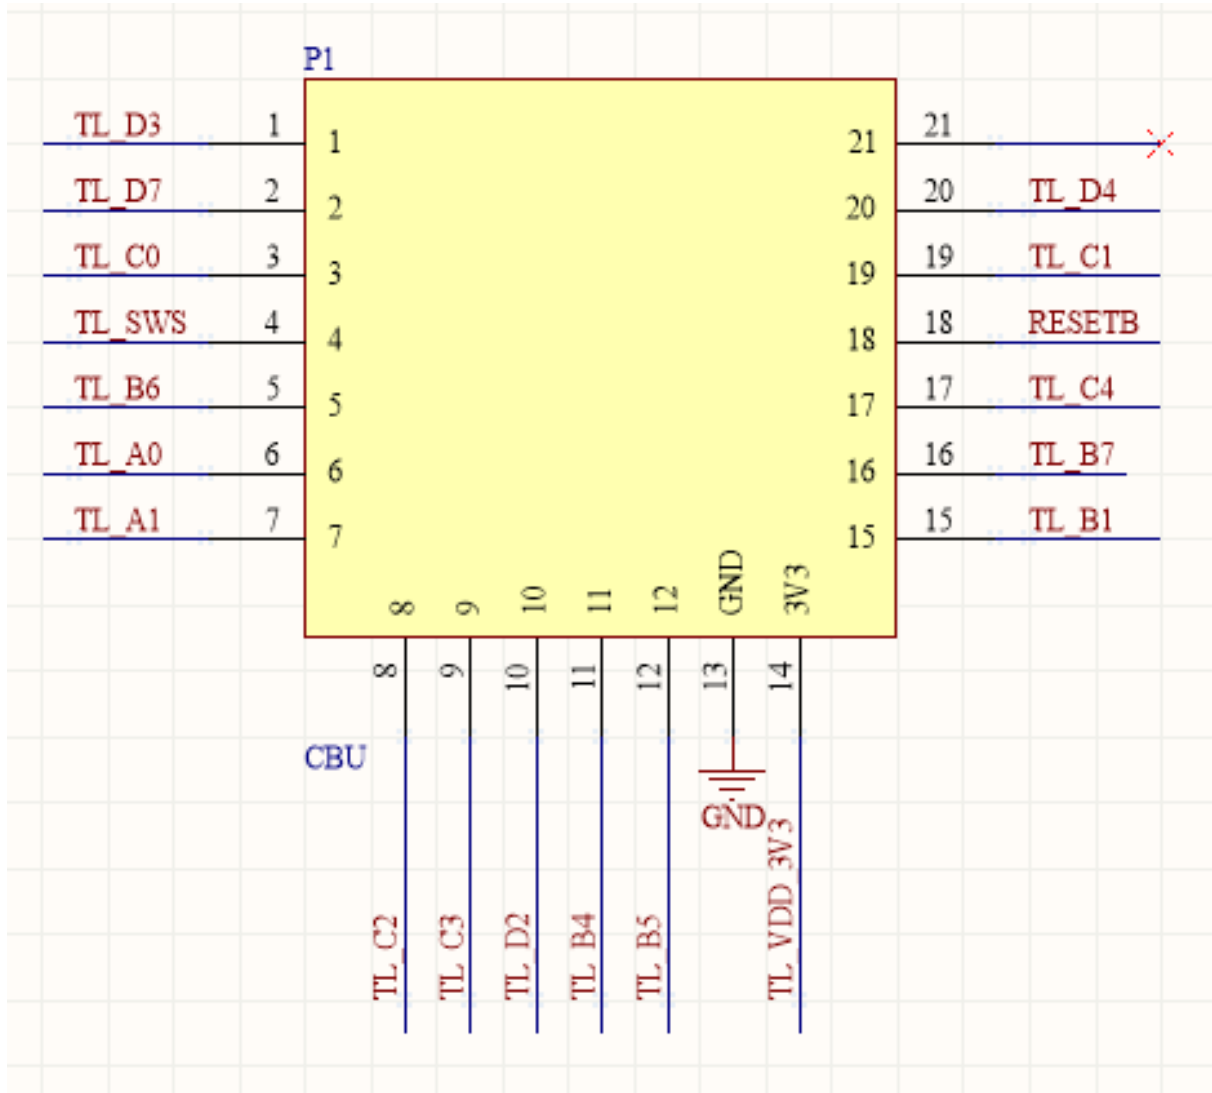 P1
TL_D3 1 1 21 21
TL_D7 2 2 20 20 TL_D4
TL_C0 3 3 19 19 TL_C1
TL_SWS 4 4 18 18 RESETB
TL_B6 5 5 17 17 TL_C4
TL_A0 6 6 16 16 TL_B7
TL_A1 7 7 15 15 TL_B1
8 9 10 11 12 GND 3V3
8 9 10 11 12 13 14
CBU
GND
TL_C2 TL_C3 TL_D2 TL_B4 TL_B5 TL_VDD_3V3